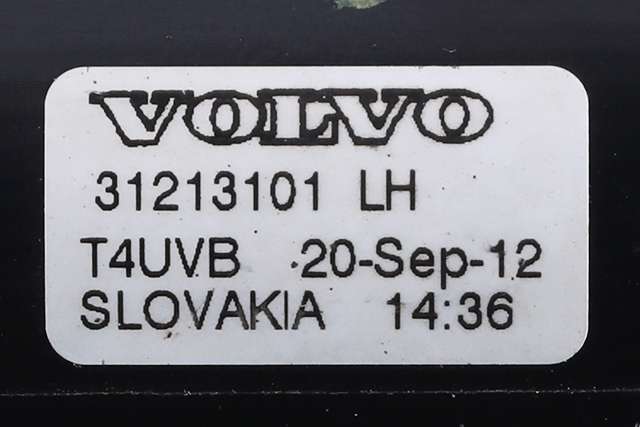 VOLVO
31213101 LH
T4UVB 20-Sep-12
SLOVAKIA 14:36